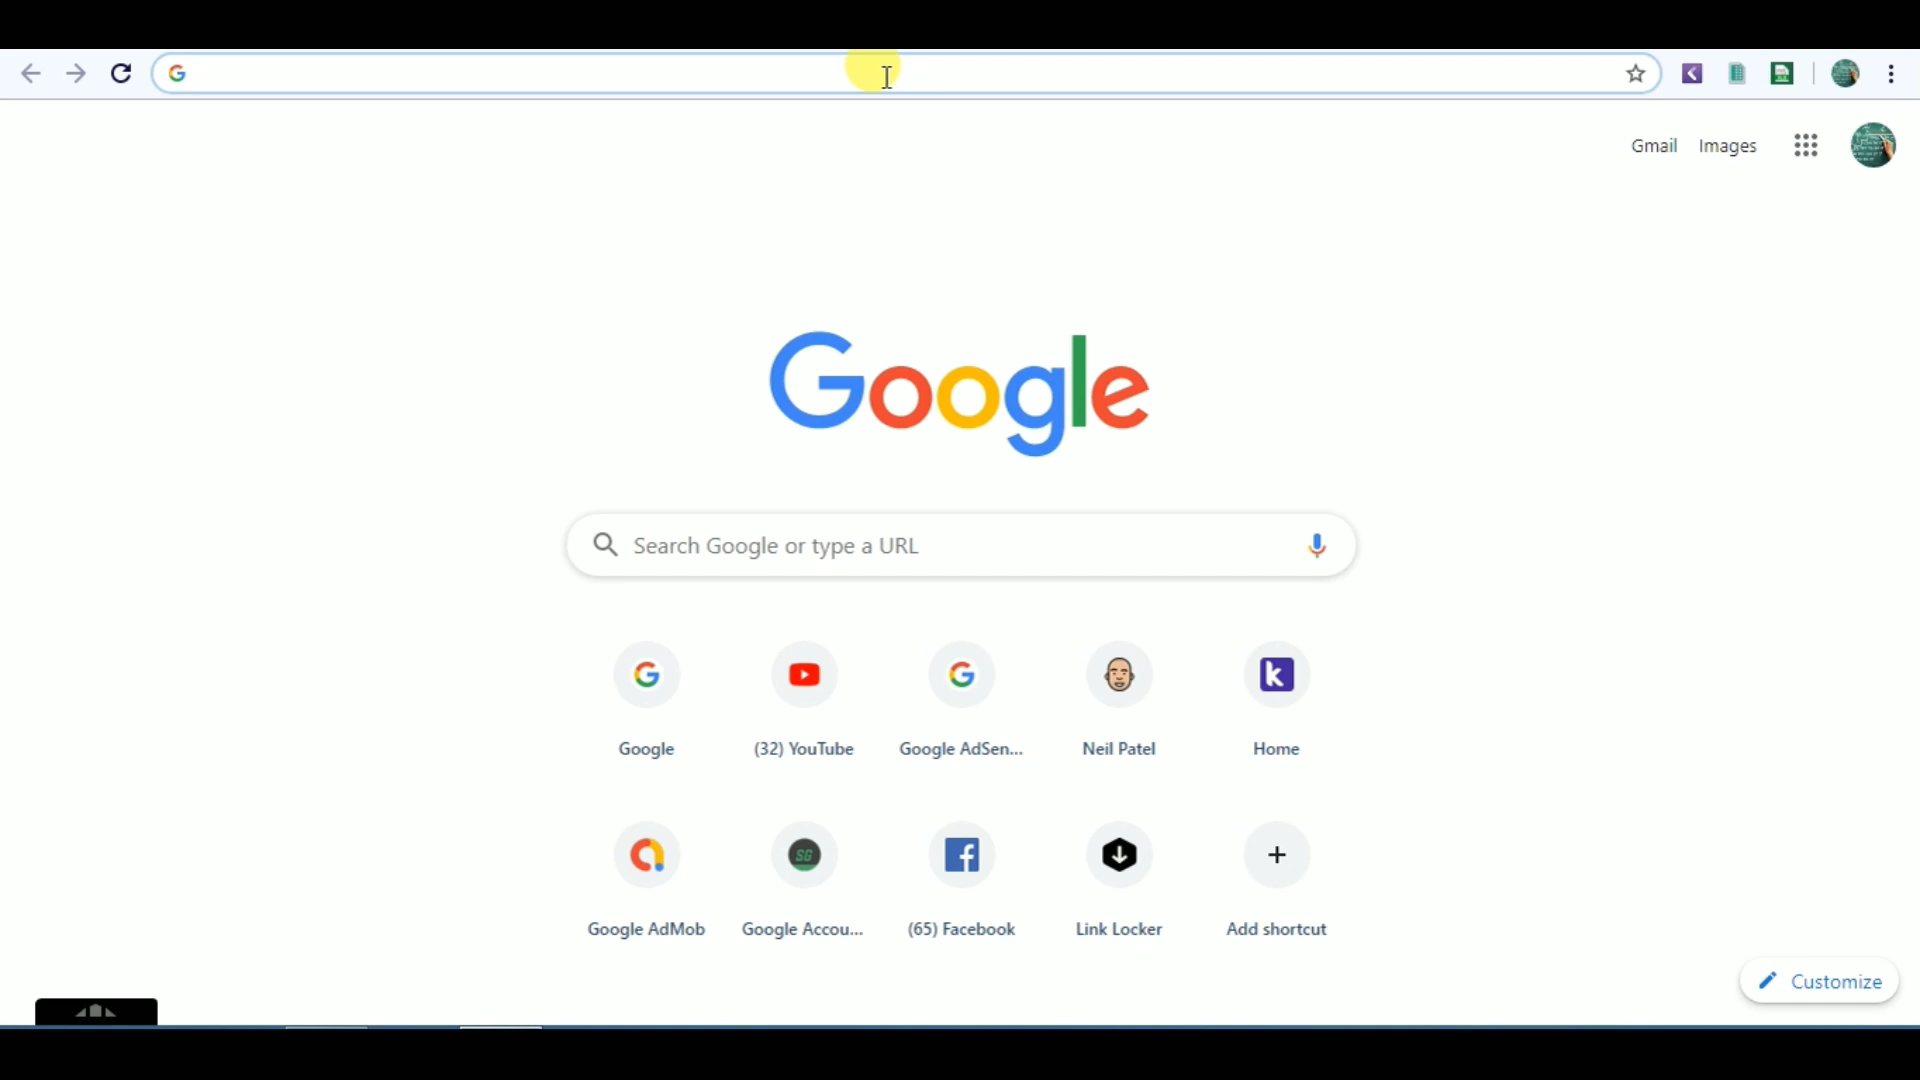 Gmail Images
Google
Search Google or type a URL
Google (32) YouTube Google AdSen... Neil Patel Home
SG
Google AdMob Google Accou... (65) Facebook Link Locker Add shortcut
Customize